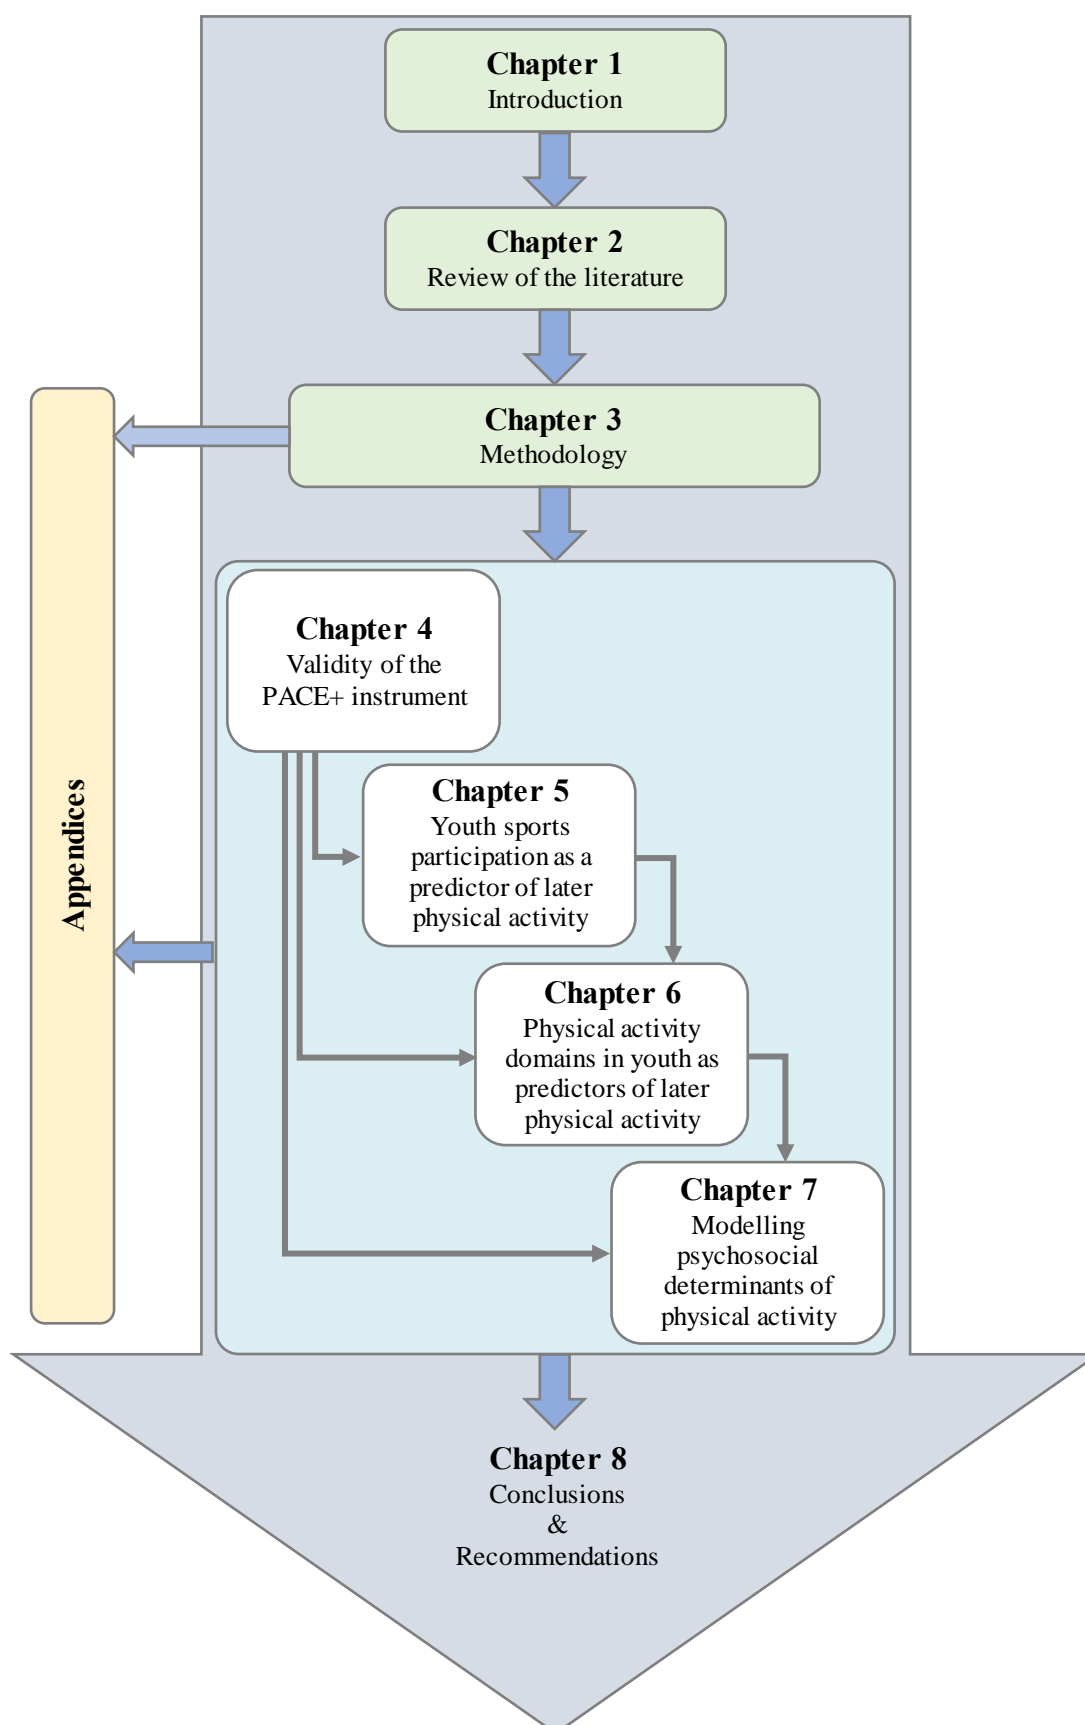 Chapter 1
Introduction
Chapter 2
Review of the literature
Chapter 3
Methodology
Appendices
Chapter 4
Validity of the
PACE+ instrument
Chapter 5
Youth sports
participation as a
predictor of later
physical activity
Chapter 6
Physical activity
domains in youth as
predictors of later
physical activity
Chapter 7
Modelling
psychosocial
determinants of
physical activity
Chapter 8
Conclusions
&
Recommendations